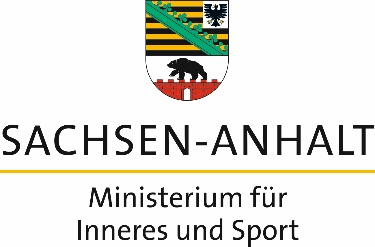 SACHSEN-ANHALT
Ministerium für
Inneres und Sport